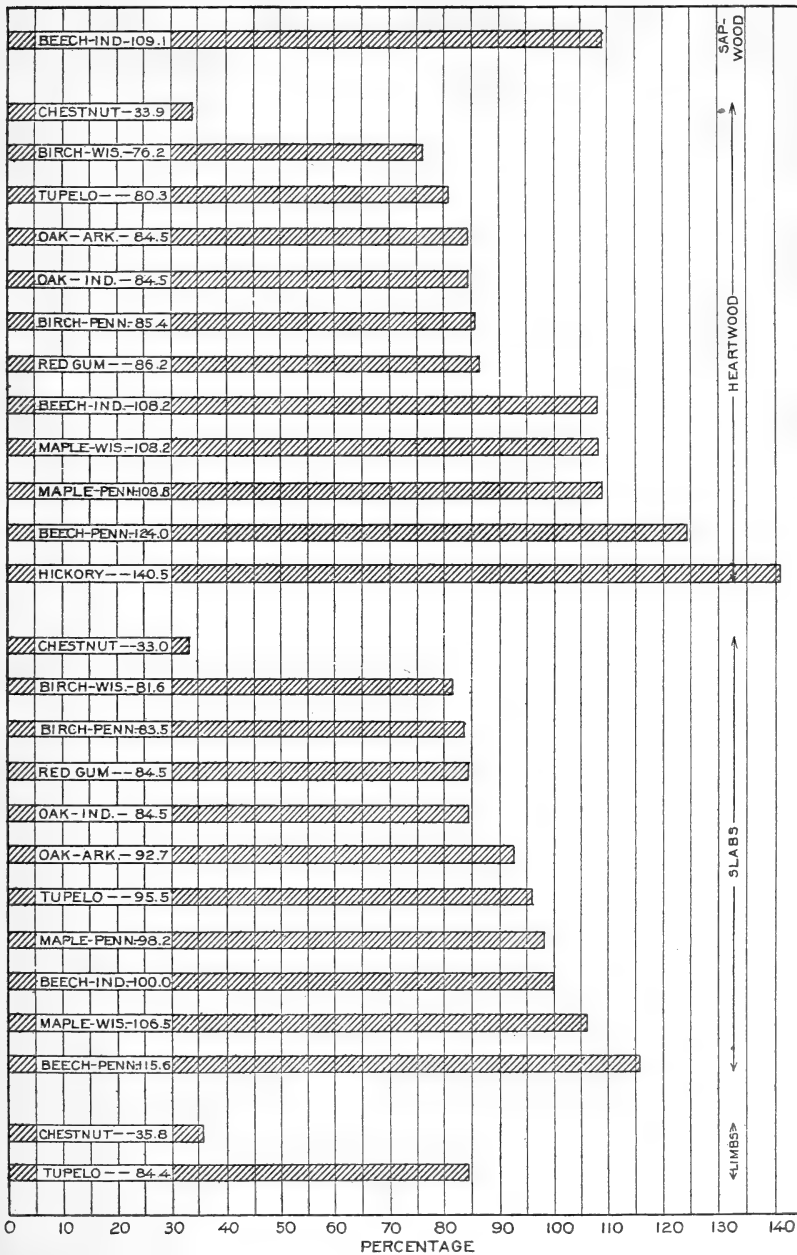 BEECH-IND-109.1
SAP-
WOOD
CHESTNUT--33.9
BIRCH-WIS.-76.2
TUPELO---80.3
OAK-ARK.-84.5
OAK-IND.-84.5
BIRCH-PENN.-85.4
RED GUM--86.2
BEECH-IND.-108.2
MAPLE-WIS.-108.2
MAPLE-PENN.-108.8
BEECH-PENN.-124.0
HICKORY---140.5
HEARTWOOD
CHESTNUT--33.0
BIRCH-WIS.-81.6
BIRCH-PENN.-83.5
RED GUM--84.5
OAK-IND.-84.5
OAK-ARK.-92.7
TUPELO--95.5
MAPLE-PENN.-98.2
BEECH-IND.-100.0
MAPLE-WIS.-106.5
BEECH-PENN.-115.6
SLABS
CHESTNUT--35.8
TUPELO---84.4
LIMBS
0 10 20 30 40 50 60 70 80 90 100 110 120 130 140
PERCENTAGE